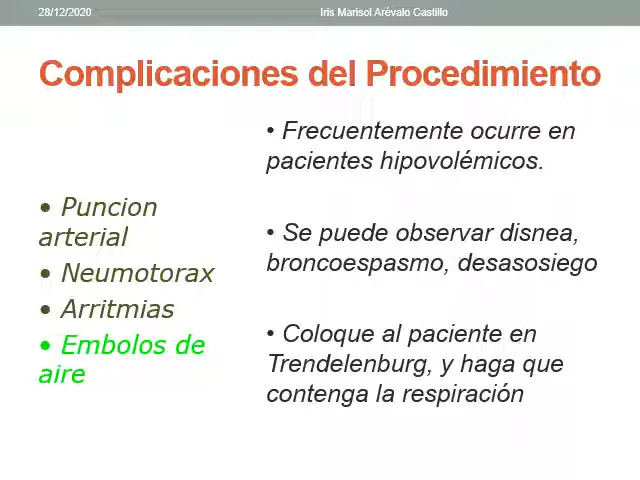 28/12/2020
Iris Marisol Arévalo Castillo
Complicaciones del Procedimiento
• Puncion
arterial
• Neumotorax
• Arritmias
• Embolos de
aire
• Frecuentemente ocurre en
pacientes hipovolémicos.
• Se puede observar disnea,
broncoespasmo, desasosiego
• Coloque al paciente en
Trendelenburg, y haga que
contenga la respiración